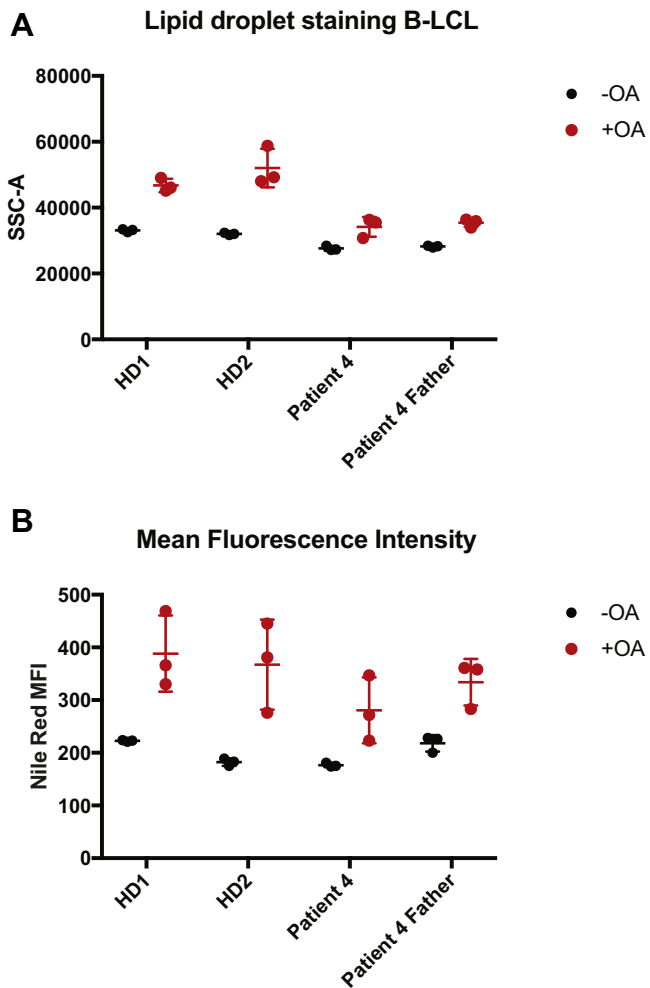 A
Lipid droplet staining B-LCL
80000
60000
40000
20000
0
SSC-A
HD1
HD2
Patient 4
Patient 4 Father
-OA
+OA
B
Mean Fluorescence Intensity
500
400
300
200
100
0
Nile Red MFI
HD1
HD2
Patient 4
Patient 4 Father
-OA
+OA